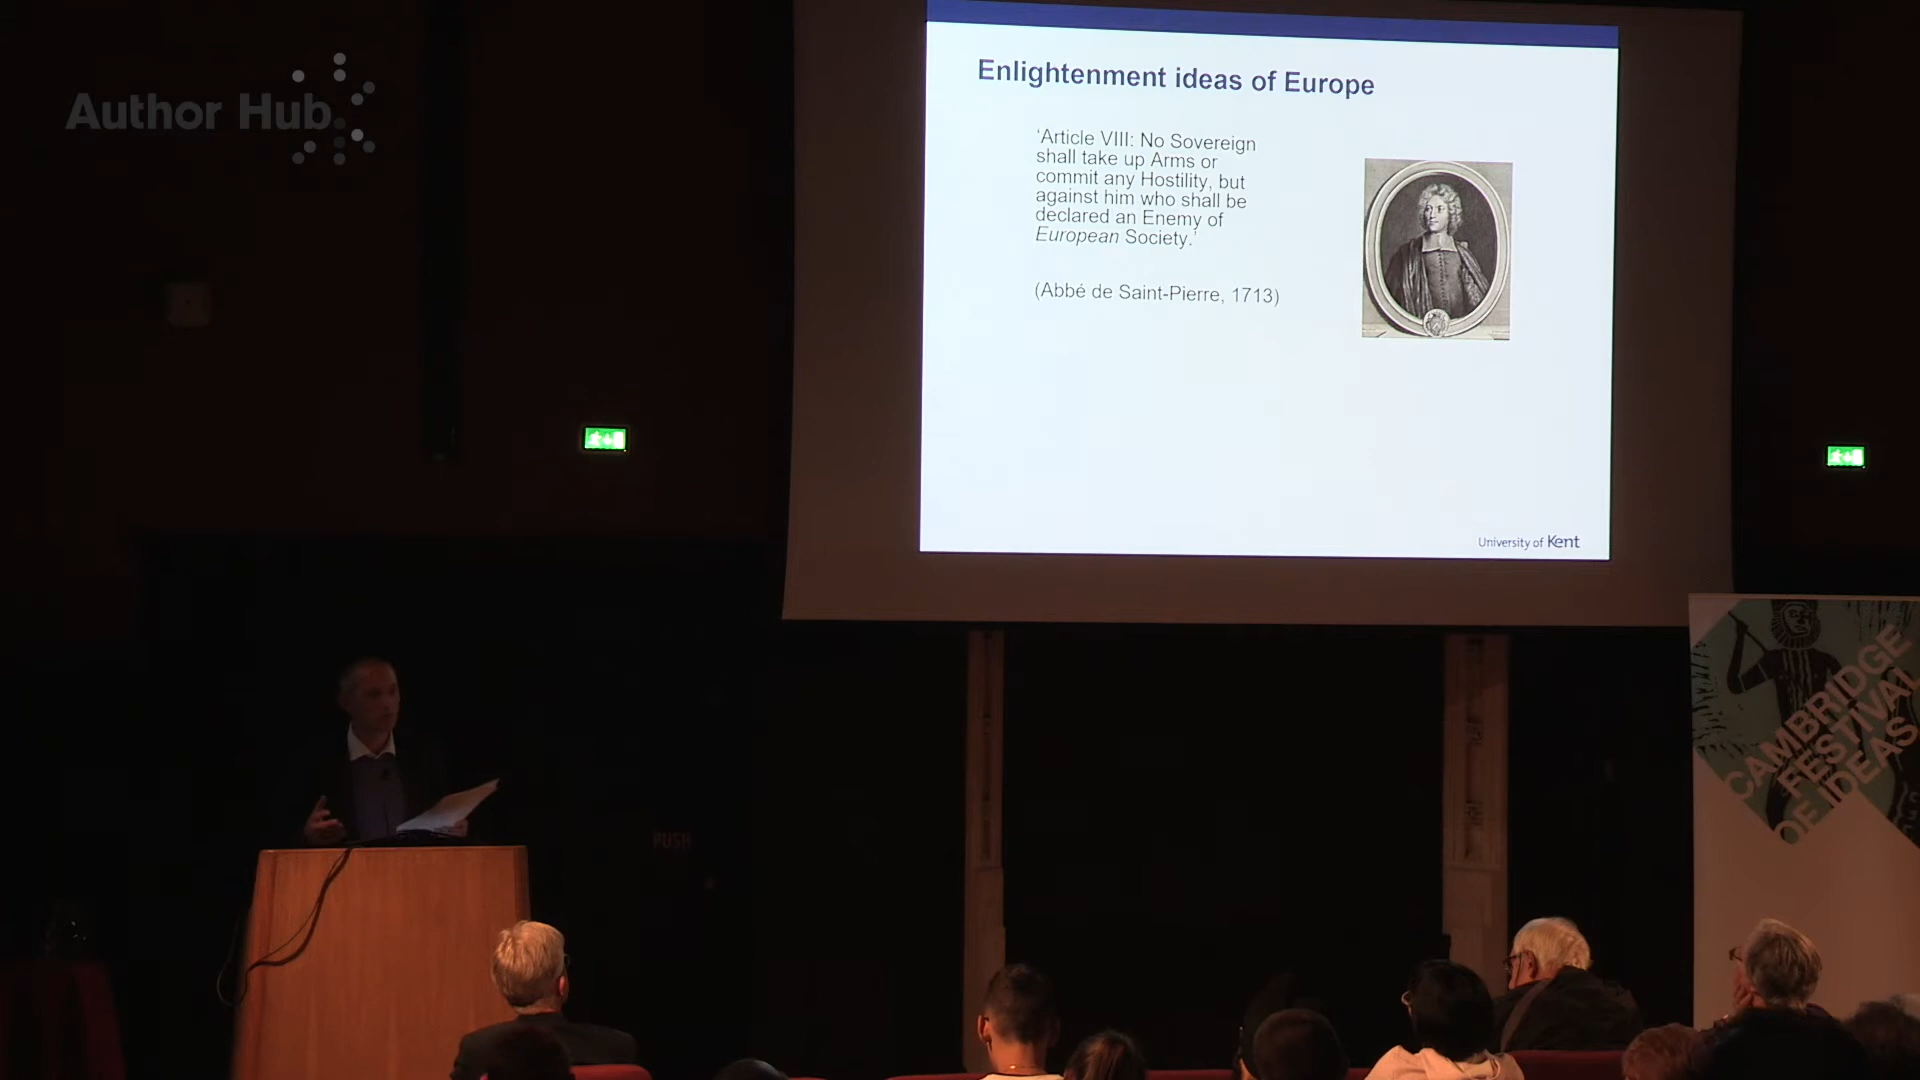 Author Hub
Enlightenment ideas of Europe
‘Article VIII: No Sovereign
shall take up Arms or
commit any Hostility, but
against him who shall be
declared an Enemy of
European Society.’
(Abbé de Saint-Pierre, 1713)
University of Kent
PUSH
CAMBRIDGE
FESTIVAL
OF IDEAS